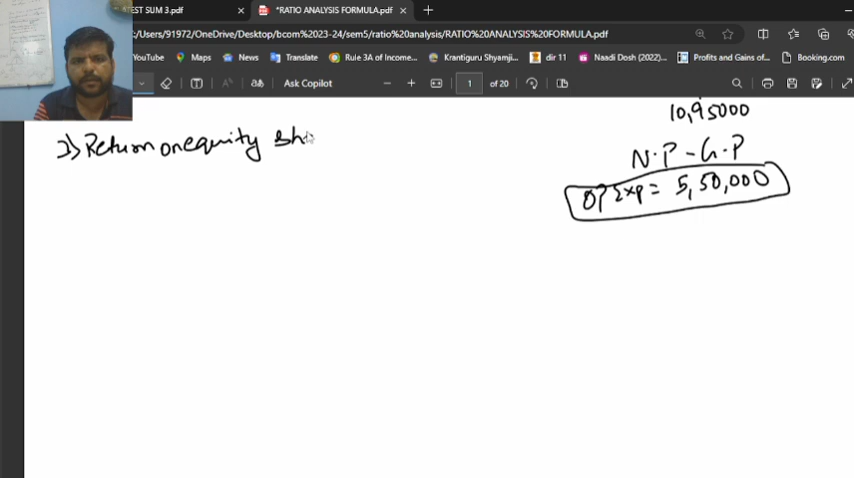 TEST SUM 3.pdf
*RATIO ANALYSIS FORMULA.pdf
:/Users/91972/OneDrive/Desktop/bcom%2023-24/sem5/ratio%20analysis/RATIO%20ANALYSIS%20FORMULA.pdf
YouTube Maps News Translate Rule 3A of Income... Krantiguru Shyamji... dir 11 Naadi Dosh (2022)... Profits and Gains of... Booking.com
Ask Copilot 1 of 20
10,95000
2) Return on equity sh
N.P - G.P
OP Exp = 5,50,000